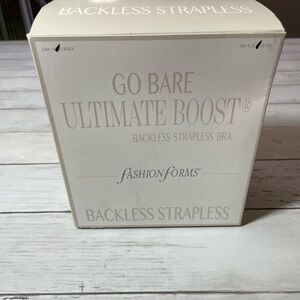 BACKLESS STRAPLESS
GO BARE
ULTIMATE BOOST®
BACKLESS STRAPLESS BRA
fASHION fORMS®
BACKLESS STRAPLESS